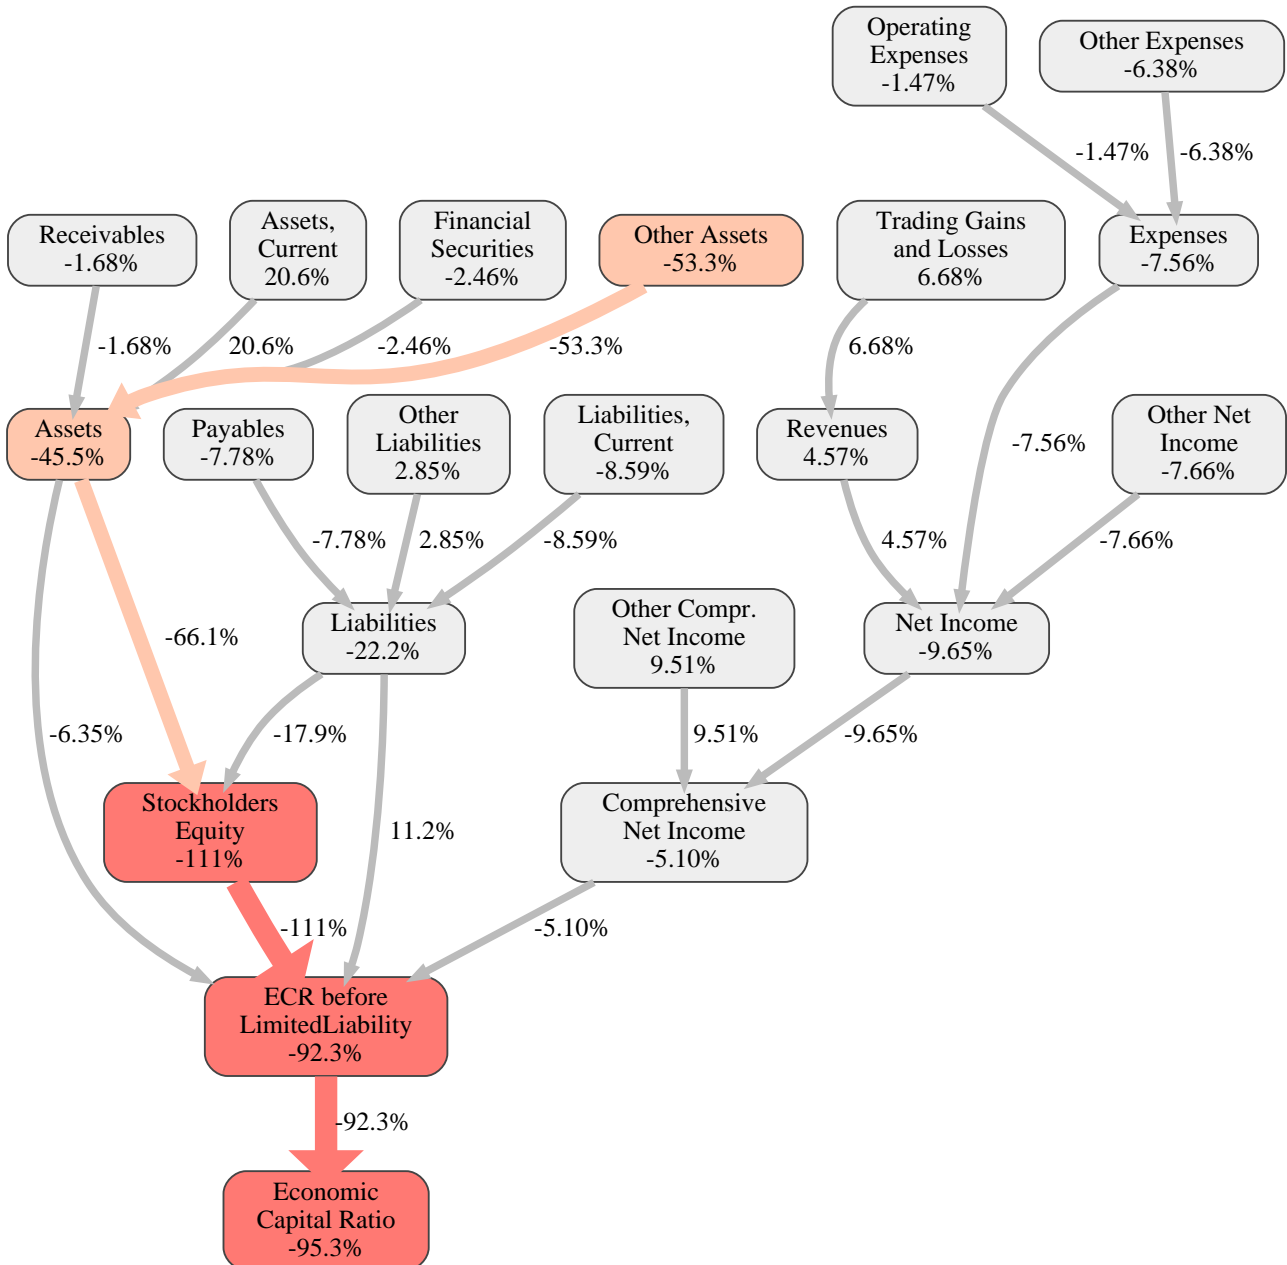 Operating
Expenses
-1.47%
Other Expenses
-6.38%
-1.47%
-6.38%
Receivables
-1.68%
Assets,
Current
20.6%
Financial
Securities
-2.46%
Other Assets
-53.3%
Trading Gains
and Losses
6.68%
Expenses
-7.56%
-1.68%
20.6%
-2.46%
-53.3%
6.68%
Assets
-45.5%
Payables
-7.78%
Other
Liabilities
2.85%
Liabilities,
Current
-8.59%
Revenues
4.57%
-7.56%
Other Net
Income
-7.66%
-7.78%
2.85%
-8.59%
4.57%
-7.66%
-66.1%
Liabilities
-22.2%
Other Compr.
Net Income
9.51%
Net Income
-9.65%
-6.35%
-17.9%
9.51%
-9.65%
Stockholders
Equity
-111%
11.2%
Comprehensive
Net Income
-5.10%
-111%
-5.10%
ECR before
LimitedLiability
-92.3%
-92.3%
Economic
Capital Ratio
-95.3%